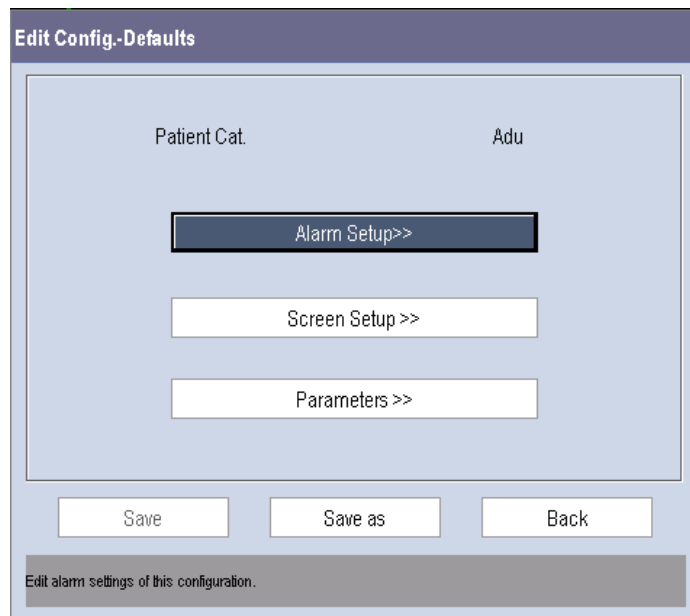 Edit Config.-Defaults
Patient Cat. Adu
Alarm Setup>>
Screen Setup >>
Parameters >>
Save Save as Back
Edit alarm settings of this configuration.